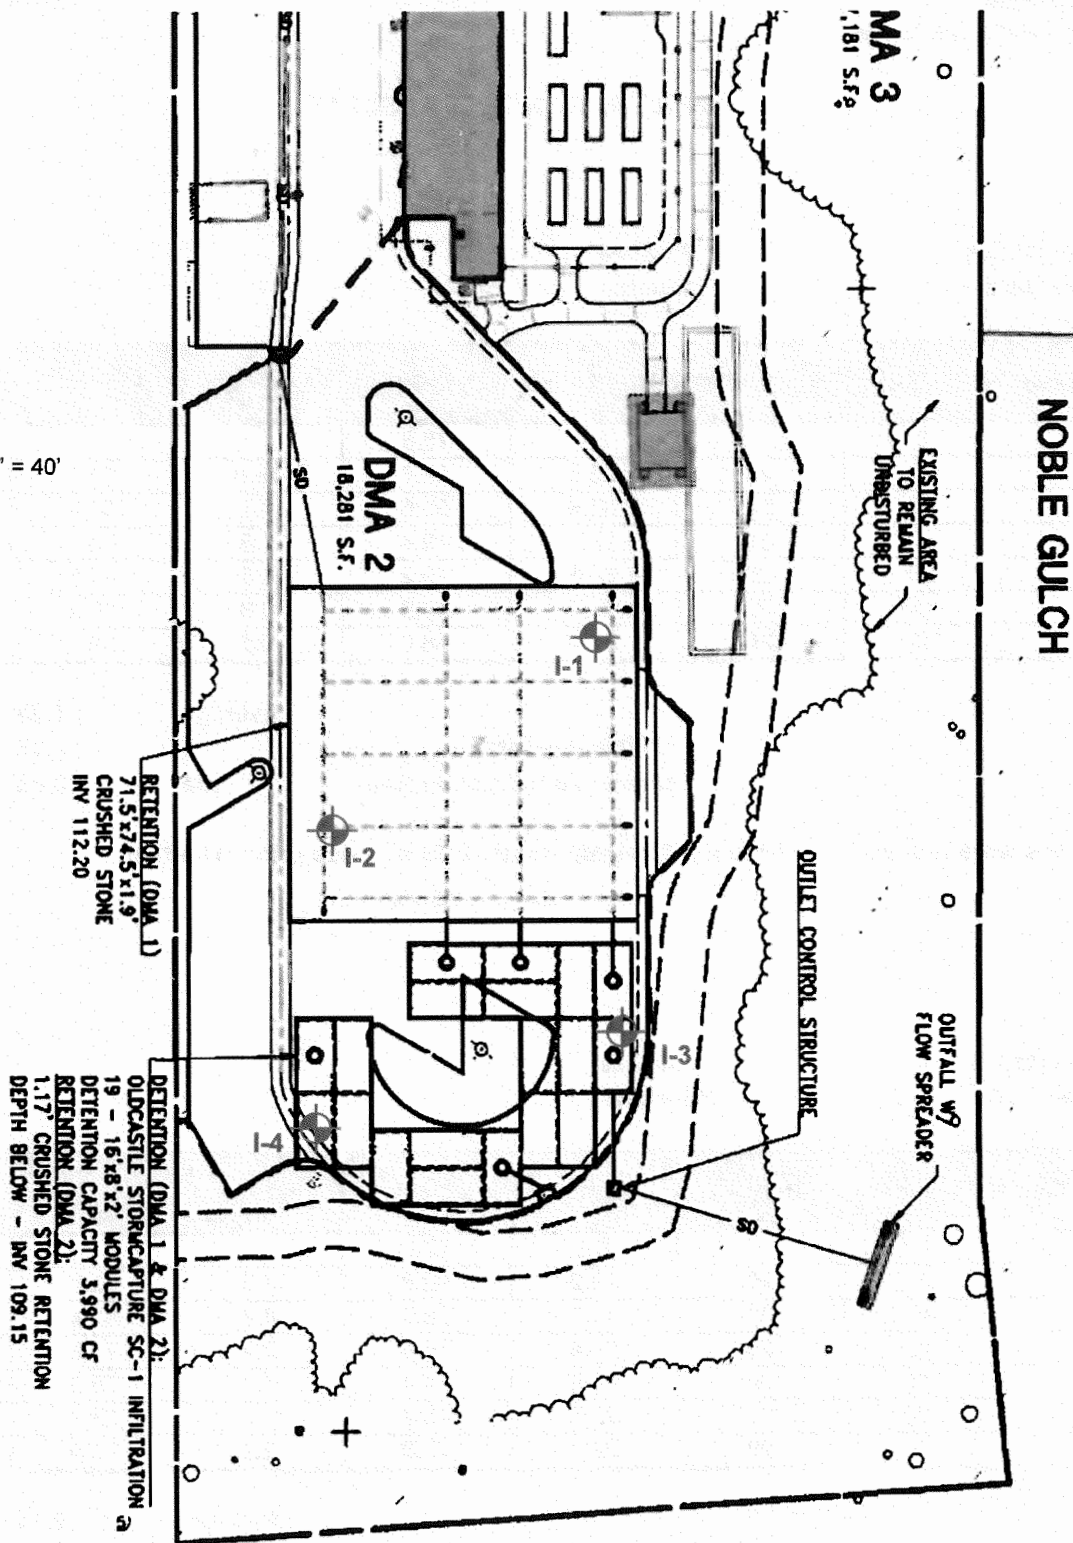 MA 3
,181 S.F.
NOBLE GULCH
EXISTING AREA
TO REMAIN
UNDISTURBED
' = 40'
SD
DMA 2
18,281 S.F.
I-1
I-2
RETENTION (DMA 1)
71.5'x74.5'x1.9'
CRUSHED STONE
INV 112.20
OUTLET CONTROL STRUCTURE
OUTFALL W/
FLOW SPREADER
I-3
I-4
SD
DETENTION (DMA 1 & DMA 2):
OLDCASTLE STORMCAPTURE SC-1 INFILTRATION
19 - 16'x8'x2' MODULES
DETENTION CAPACITY 3,990 CF
RETENTION (DMA 2):
1.17' CRUSHED STONE RETENTION
DEPTH BELOW - INV 109.15